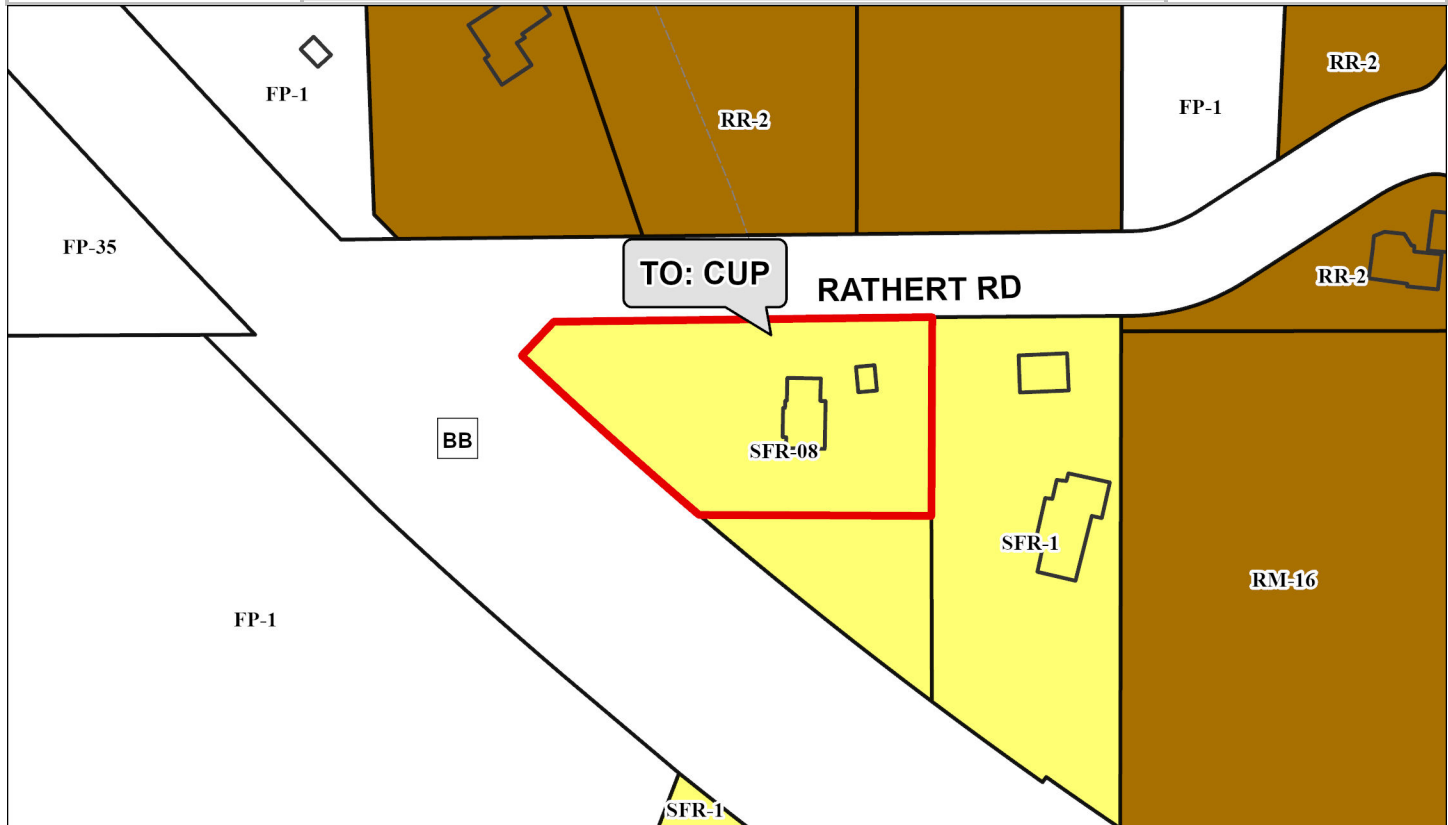 RR-2
FP-1
FP-1
RR-2
FP-35
TO: CUP
RATHERT RD
RR-2
BB
SFR-08
SFR-1
RM-16
FP-1
SFR-1